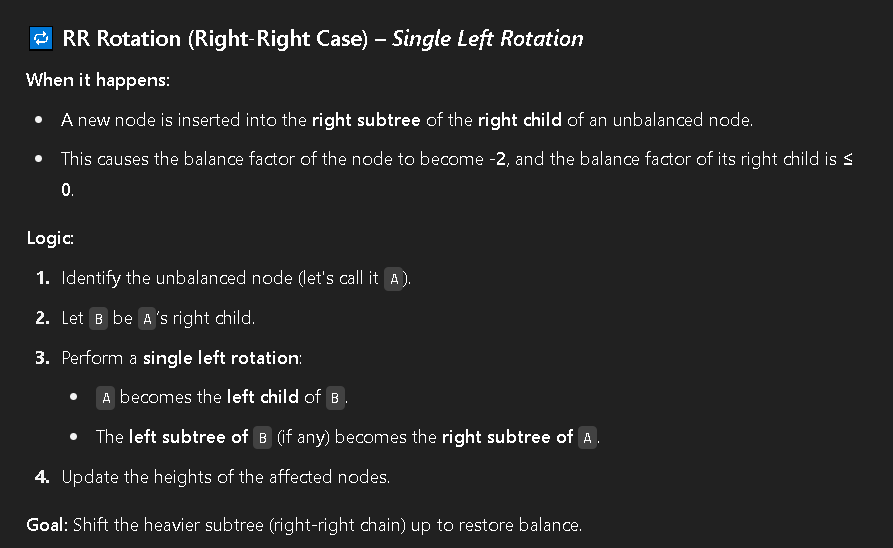 🔁 RR Rotation (Right-Right Case) – Single Left Rotation
When it happens:
• A new node is inserted into the right subtree of the right child of an unbalanced node.
• This causes the balance factor of the node to become -2, and the balance factor of its right child is ≤
0.
Logic:
1. Identify the unbalanced node (let's call it A).
2. Let B be A's right child.
3. Perform a single left rotation:
• A becomes the left child of B.
• The left subtree of B (if any) becomes the right subtree of A.
4. Update the heights of the affected nodes.
Goal: Shift the heavier subtree (right-right chain) up to restore balance.